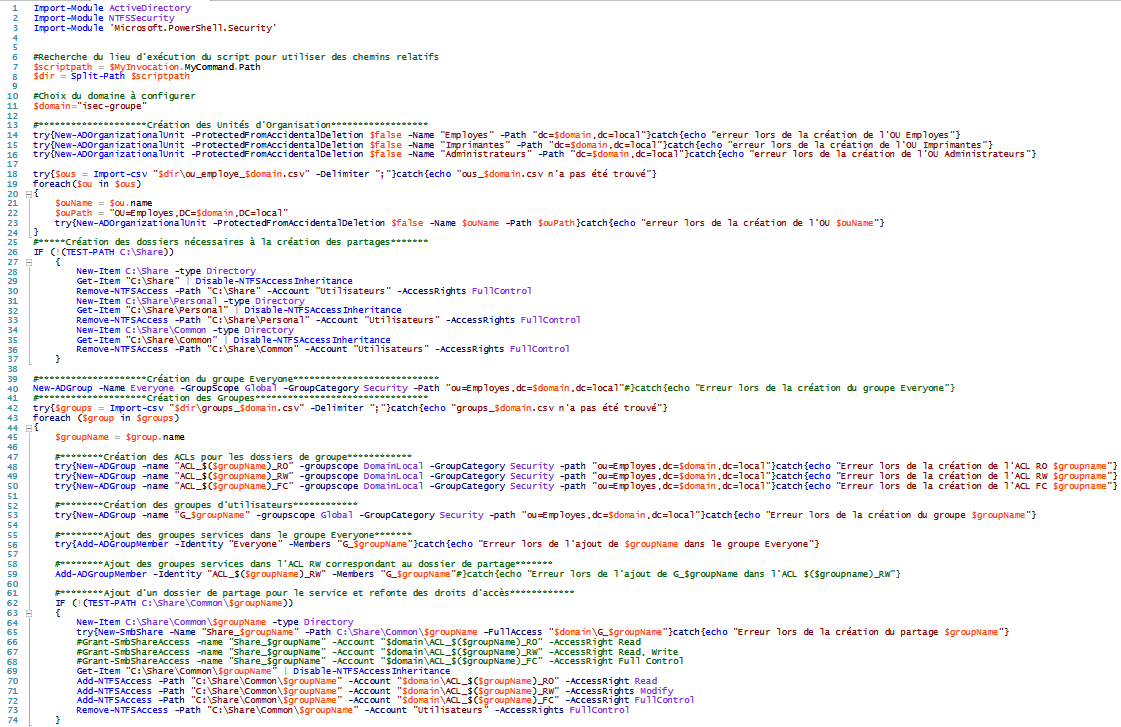 1 Import-Module ActiveDirectory
2 Import-Module NTFSSecurity
3 Import-Module 'Microsoft.PowerShell.Security'
4
5
6 #Recherche du lieu d'exécution du script pour utiliser des chemins relatifs
7 $scriptpath = $MyInvocation.MyCommand.Path
8 $dir = Split-Path $scriptpath
9
10 #Choix du domaine à configurer
11 $domain="isec-groupe"
12
13 #********************Création des Unités d'Organisation******************
14 try{New-ADOrganizationalUnit -ProtectedFromAccidentalDeletion $false -Name "Employes" -Path "dc=$domain,dc=local"}catch{echo "erreur lors de la création de l'OU Employes"}
15 try{New-ADOrganizationalUnit -ProtectedFromAccidentalDeletion $false -Name "Imprimantes" -Path "dc=$domain,dc=local"}catch{echo "erreur lors de la création de l'OU Imprimantes"}
16 try{New-ADOrganizationalUnit -ProtectedFromAccidentalDeletion $false -Name "Administrateurs" -Path "dc=$domain,dc=local"}catch{echo "erreur lors de la création de l'OU Administrateurs"}
17
18 try{$ous = Import-csv "$dir\ou_employe_$domain.csv" -Delimiter ";"}catch{echo "ous_$domain.csv n'a pas été trouvé"}
19 foreach($ou in $ous)
20 {
21 $ouName = $ou.name
22 $ouPath = "OU=Employes,DC=$domain,DC=local"
23 try{New-ADOrganizationalUnit -ProtectedFromAccidentalDeletion $false -Name $ouName -Path $ouPath}catch{echo "erreur lors de la création de l'OU $ouName"}
24 }
25 #*****Création des dossiers nécessaires à la création des partages*******
26 IF (!(TEST-PATH C:\Share))
27 {
28 New-Item C:\Share -type Directory
29 Get-Item "C:\Share" | Disable-NTFSAccessInheritance
30 Remove-NTFSAccess -Path "C:\Share" -Account "Utilisateurs" -AccessRights FullControl
31 New-Item C:\Share\Personal -type Directory
32 Get-Item "C:\Share\Personal" | Disable-NTFSAccessInheritance
33 Remove-NTFSAccess -Path "C:\Share\Personal" -Account "Utilisateurs" -AccessRights FullControl
34 New-Item C:\Share\Common -type Directory
35 Get-Item "C:\Share\Common" | Disable-NTFSAccessInheritance
36 Remove-NTFSAccess -Path "C:\Share\Common" -Account "Utilisateurs" -AccessRights FullControl
37 }
38
39 #********************Création du groupe Everyone***************************
40 New-ADGroup -Name Everyone -GroupScope Global -GroupCategory Security -Path "ou=Employes,dc=$domain,dc=local"#}catch{echo "Erreur lors de la création du groupe Everyone"}
41 #********************Création des Groupes********************************
42 try{$groups = Import-csv "$dir\groups_$domain.csv" -Delimiter ";"}catch{echo "groups_$domain.csv n'a pas été trouvé"}
43 foreach ($group in $groups)
44 {
45 $groupName = $group.name
46
47 #********Création des ACLs pour les dossiers de groupe************
48 try{New-ADGroup -name "ACL_$($groupName)_RO" -groupscope DomainLocal -GroupCategory Security -path "ou=Employes,dc=$domain,dc=local"}catch{echo "Erreur lors de la création de l'ACL RO $groupname"}
49 try{New-ADGroup -name "ACL_$($groupName)_RW" -groupscope DomainLocal -GroupCategory Security -path "ou=Employes,dc=$domain,dc=local"}catch{echo "Erreur lors de la création de l'ACL RW $groupname"}
50 try{New-ADGroup -name "ACL_$($groupName)_FC" -groupscope DomainLocal -GroupCategory Security -path "ou=Employes,dc=$domain,dc=local"}catch{echo "Erreur lors de la création de l'ACL FC $groupname"}
51
52 #********Création des groupes d'utilisateurs************
53 try{New-ADGroup -name "G_$groupName" -groupscope Global -GroupCategory Security -path "ou=Employes,dc=$domain,dc=local"}catch{echo "Erreur lors de la création du groupe $groupName"}
54
55 #********Ajout des groupes services dans le groupe Everyone*******
56 try{Add-ADGroupMember -Identity "Everyone" -Members "G_$groupName"}catch{echo "Erreur lors de l'ajout de $groupName dans le groupe Everyone"}
57
58 #********Ajout des groupes services dans l'ACL RW correspondant au dossier de partage*******
59 Add-ADGroupMember -Identity "ACL_$($groupName)_RW" -Members "G_$groupName"#}catch{echo "Erreur lors de l'ajout de G_$groupName dans l'ACL $($groupname)_RW"}
60
61 #********Ajout d'un dossier de partage pour le service et refonte des droits d'accès************
62 IF (!(TEST-PATH C:\Share\Common\$groupName))
63 {
64 New-Item C:\Share\Common\$groupName -type Directory
65 try{New-SmbShare -Name "Share_$groupName" -Path C:\Share\Common\$groupName -FullAccess "$domain\G_$groupName"}catch{echo "Erreur lors de la création du partage $groupName"}
66 #Grant-SmbShareAccess -name "Share_$groupName" -Account "$domain\ACL_$($groupName)_RO" -AccessRight Read
67 #Grant-SmbShareAccess -name "Share_$groupName" -Account "$domain\ACL_$($groupName)_RW" -AccessRight Read, Write
68 #Grant-SmbShareAccess -name "Share_$groupName" -Account "$domain\ACL_$($groupName)_FC" -AccessRight Full Control
69 Get-Item "C:\Share\Common\$groupName" | Disable-NTFSAccessInheritance
70 Add-NTFSAccess -Path "C:\Share\Common\$groupName" -Account "$domain\ACL_$($groupName)_RO" -AccessRight Read
71 Add-NTFSAccess -Path "C:\Share\Common\$groupName" -Account "$domain\ACL_$($groupName)_RW" -AccessRights Modify
72 Add-NTFSAccess -Path "C:\Share\Common\$groupName" -Account "$domain\ACL_$($groupName)_FC" -AccessRight FullControl
73 Remove-NTFSAccess -Path "C:\Share\Common\$groupName" -Account "Utilisateurs" -AccessRights FullControl
74 }